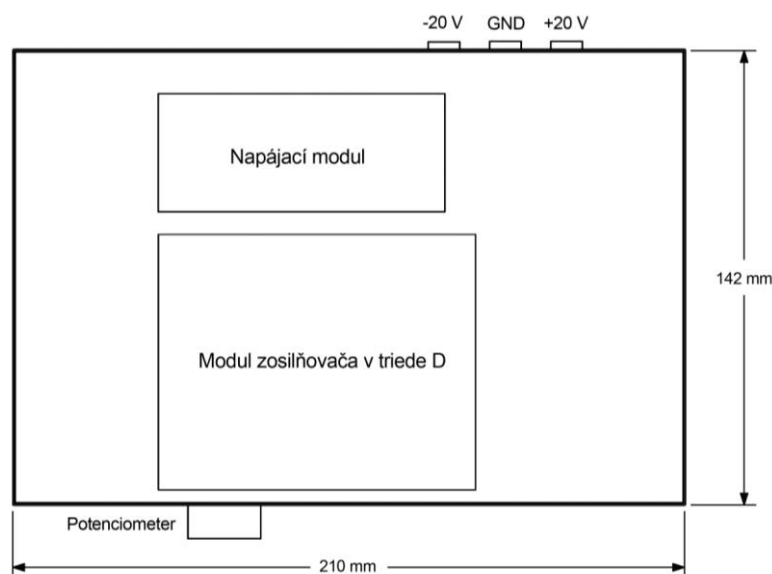 -20 V GND +20 V
Napájací modul
142 mm
Modul zosilňovača v triede D
Potenciometer
210 mm